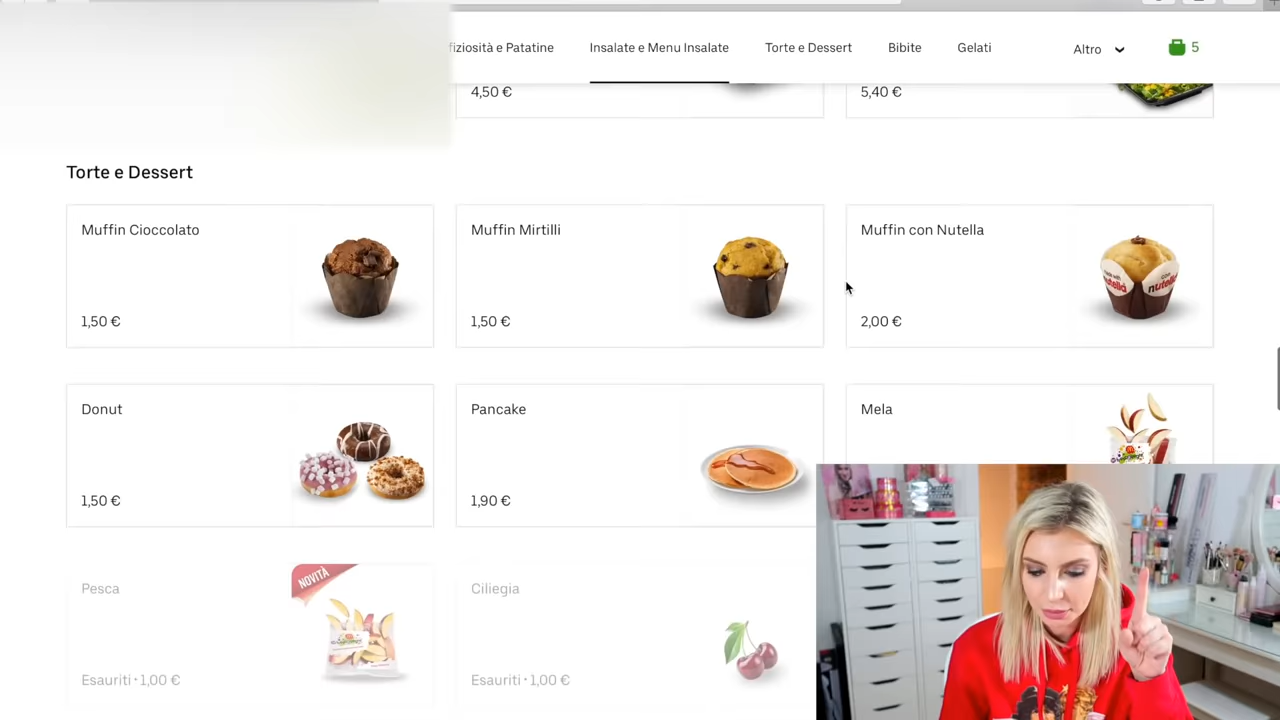 fiziosità e Patatine
Insalate e Menu Insalate
Torte e Dessert
Bibite
Gelati
Altro
5
4,50 €
5,40 €
Torte e Dessert
Muffin Cioccolato
1,50 €
Muffin Mirtilli
1,50 €
Muffin con Nutella
nutella
nutella
2,00 €
Donut
1,50 €
Pancake
1,90 €
Mela
Pesca
NOVITÀ
Esauriti · 1,00 €
Ciliegia
Esauriti · 1,00 €